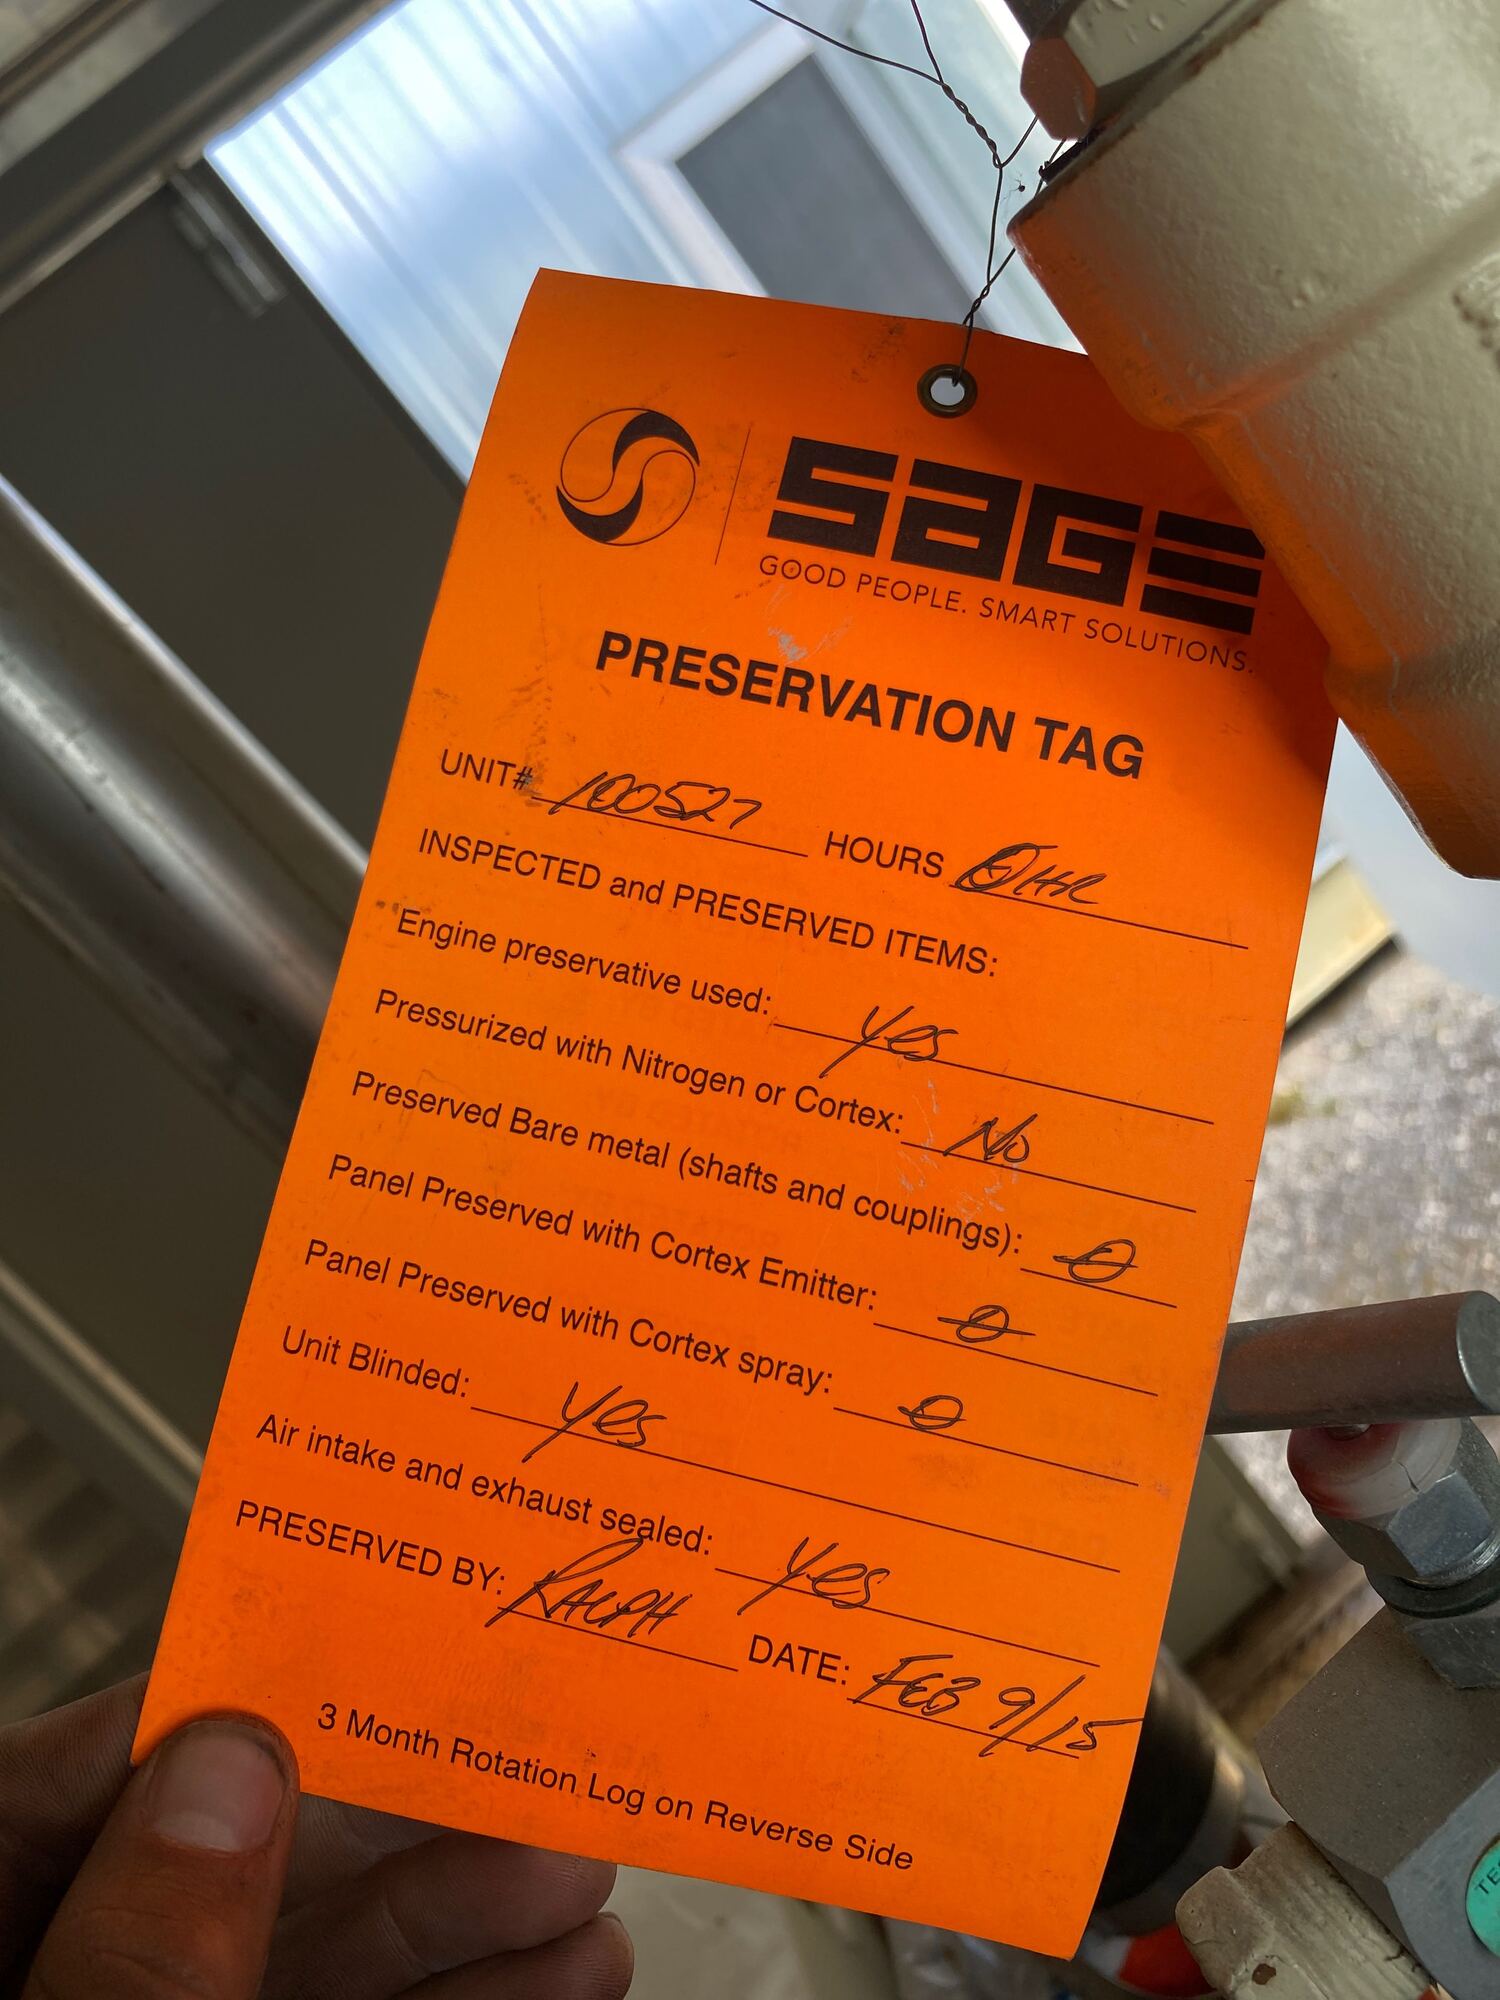 SAGE
GOOD PEOPLE. SMART SOLUTIONS.
PRESERVATION TAG
UNIT# 100527 HOURS 0 HR
INSPECTED and PRESERVED ITEMS:
Engine preservative used: Yes
Pressurized with Nitrogen or Cortex: No
Preserved Bare metal (shafts and couplings): 0
Panel Preserved with Cortex Emitter: 0
Panel Preserved with Cortex spray: 0
Unit Blinded: Yes
Air intake and exhaust sealed: Yes
PRESERVED BY: RALPH DATE: FEB 9/15
3 Month Rotation Log on Reverse Side